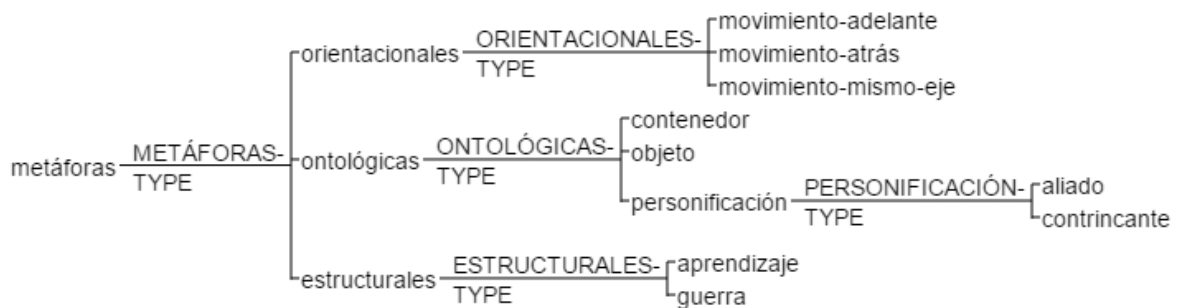 metáforas
METÁFORAS-
TYPE
orientacionales
ORIENTACIONALES-
TYPE
movimiento-adelante
movimiento-atrás
movimiento-mismo-eje
ontológicas
ONTOLÓGICAS-
TYPE
contenedor
objeto
personificación
PERSONIFICACIÓN-
TYPE
aliado
contrincante
estructurales
ESTRUCTURALES-
TYPE
aprendizaje
guerra